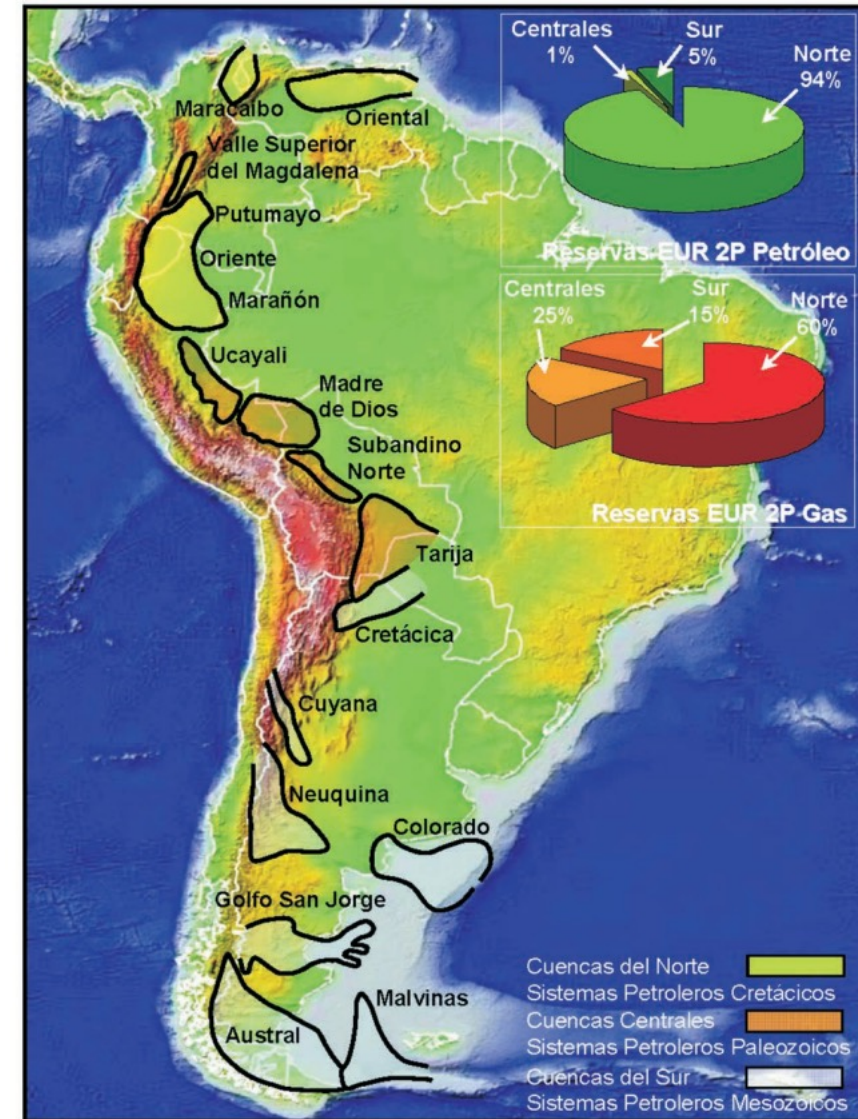 Centrales
1%
Sur
5%
Norte
94%
Reservas EUR 2P Petróleo
Centrales
25%
Sur
15%
Norte
60%
Reservas EUR 2P Gas
Maracaibo
Oriental
Valle Superior
del Magdalena
Putumayo
Oriente
Marañón
Ucayali
Madre
de Dios
Subandino
Norte
Tarija
Cretácica
Cuyana
Neuquina
Colorado
Golfo San Jorge
Malvinas
Austral
Cuencas del Norte
Sistemas Petroleros Cretácicos
Cuencas Centrales
Sistemas Petroleros Paleozoicos
Cuencas del Sur
Sistemas Petroleros Mesozoicos